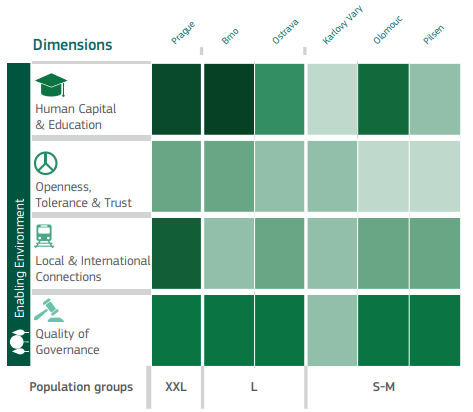 Dimensions
Prague
Brno
Ostrava
Karlovy Vary
Olomouc
Pilsen
Enabling Environment
Human Capital
& Education
Openness,
Tolerance & Trust
Local & International
Connections
Quality of
Governance
Population groups XXL L S-M